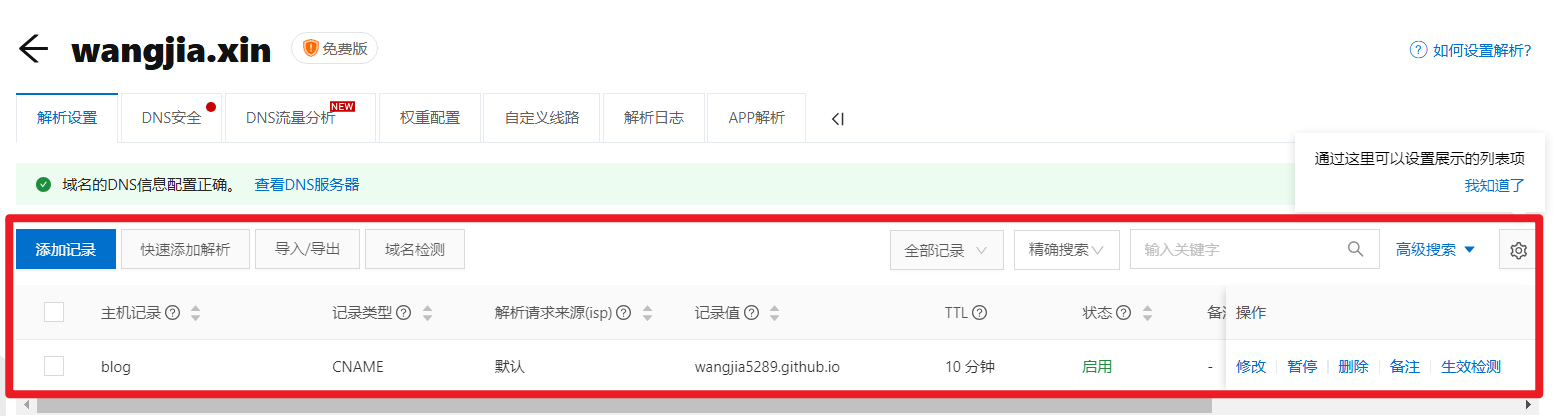 wangjia.xin 免费版
如何设置解析?
解析设置 DNS安全 DNS流量分析 NEW 权重配置 自定义线路 解析日志 APP解析
通过这里可以设置展示的列表项
我知道了
域名的DNS信息配置正确。 查看DNS服务器
添加记录 快速添加解析 导入/导出 域名检测 全部记录 精确搜索 输入关键字 高级搜索
主机记录 记录类型 解析请求来源(isp) 记录值 TTL 状态 操作
blog CNAME 默认 wangjia5289.github.io 10 分钟 启用 - 修改 暂停 删除 备注 生效检测